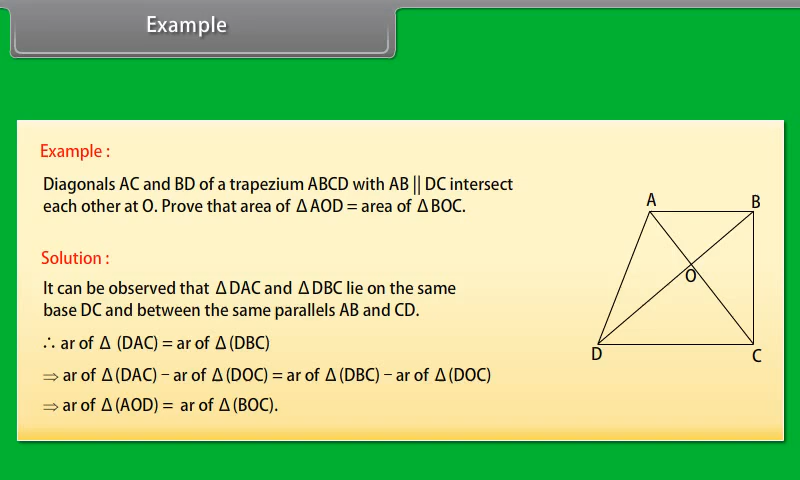 Example
Example :
Diagonals AC and BD of a trapezium ABCD with AB || DC intersect
each other at O. Prove that area of Δ AOD = area of Δ BOC.
Solution :
It can be observed that Δ DAC and Δ DBC lie on the same
base DC and between the same parallels AB and CD.
∴ ar of Δ (DAC) = ar of Δ (DBC)
⇒ ar of Δ (DAC) − ar of Δ (DOC) = ar of Δ (DBC) − ar of Δ (DOC)
⇒ ar of Δ (AOD) = ar of Δ (BOC).
A B
O
D C